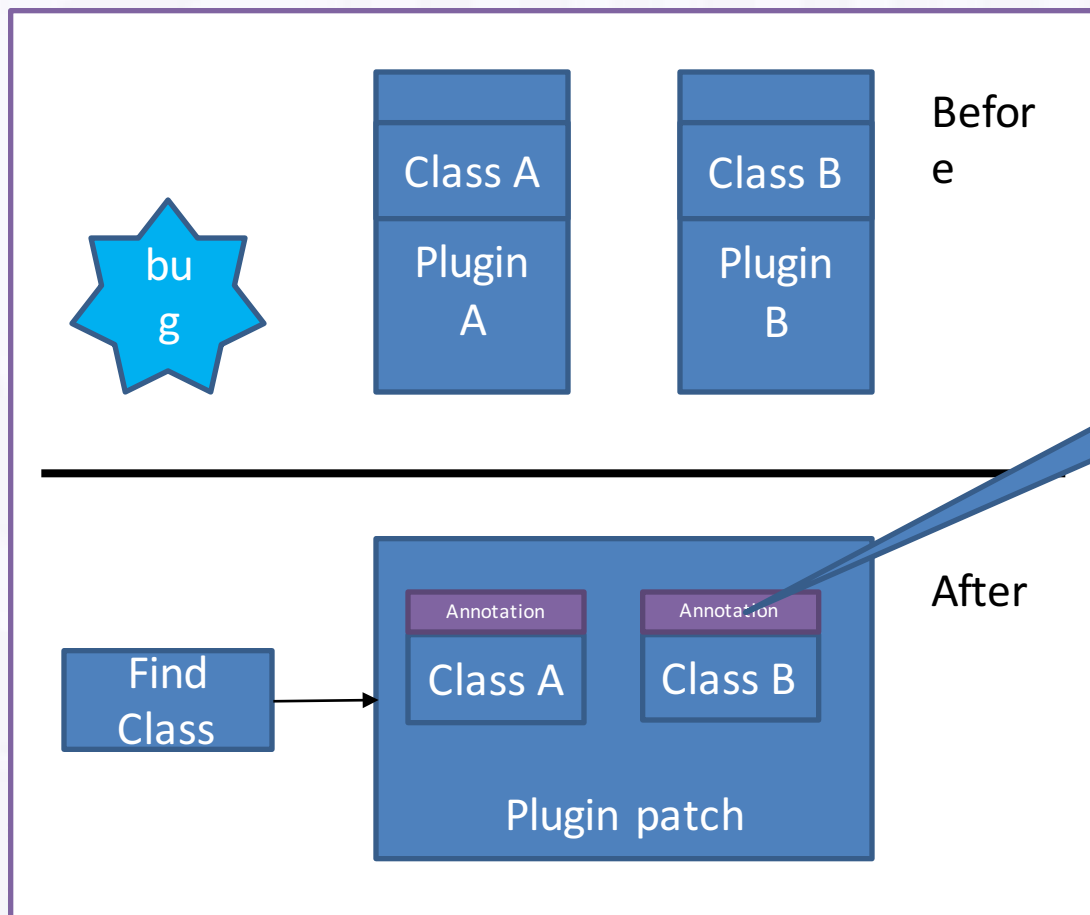 Class A
Class B
Befor
e
bu
g
Plugin
A
Plugin
B
Annotation
Annotation
After
Find
Class
Class A
Class B
Plugin patch